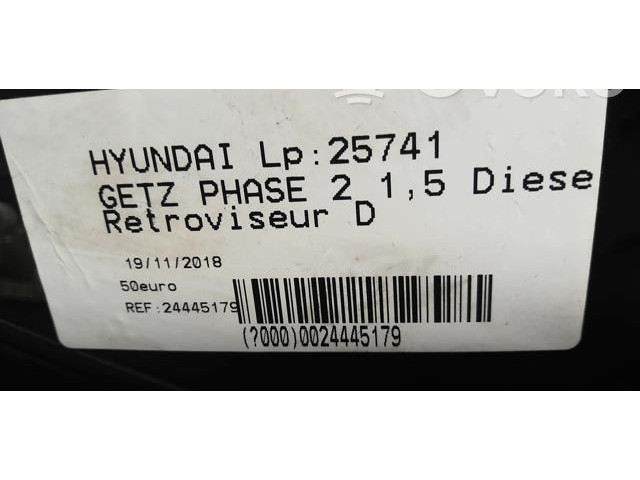 HYUNDAI Lp:25741
GETZ PHASE 2 1,5 Diese
Retroviseur D
19/11/2018
50euro
REF:24445179
(?000)0024445179